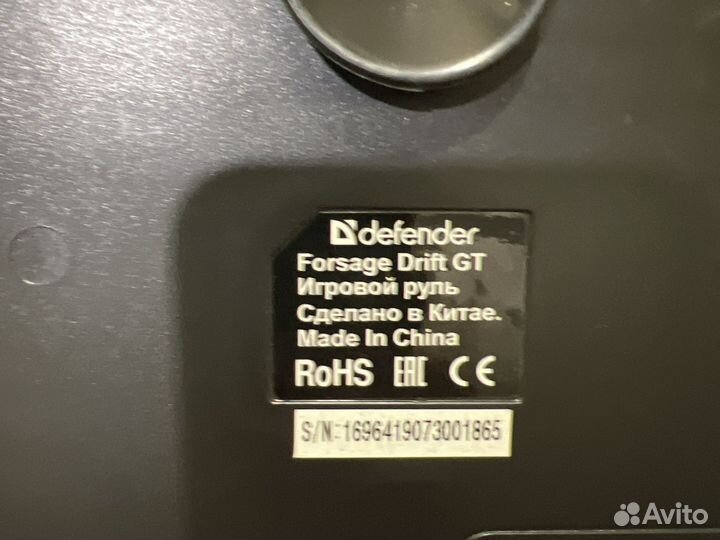 defender
Forsage Drift GT
Игровой руль
Сделано в Китае.
Made In China
RoHS EAC CE
S/N:1696419073001865
Avito